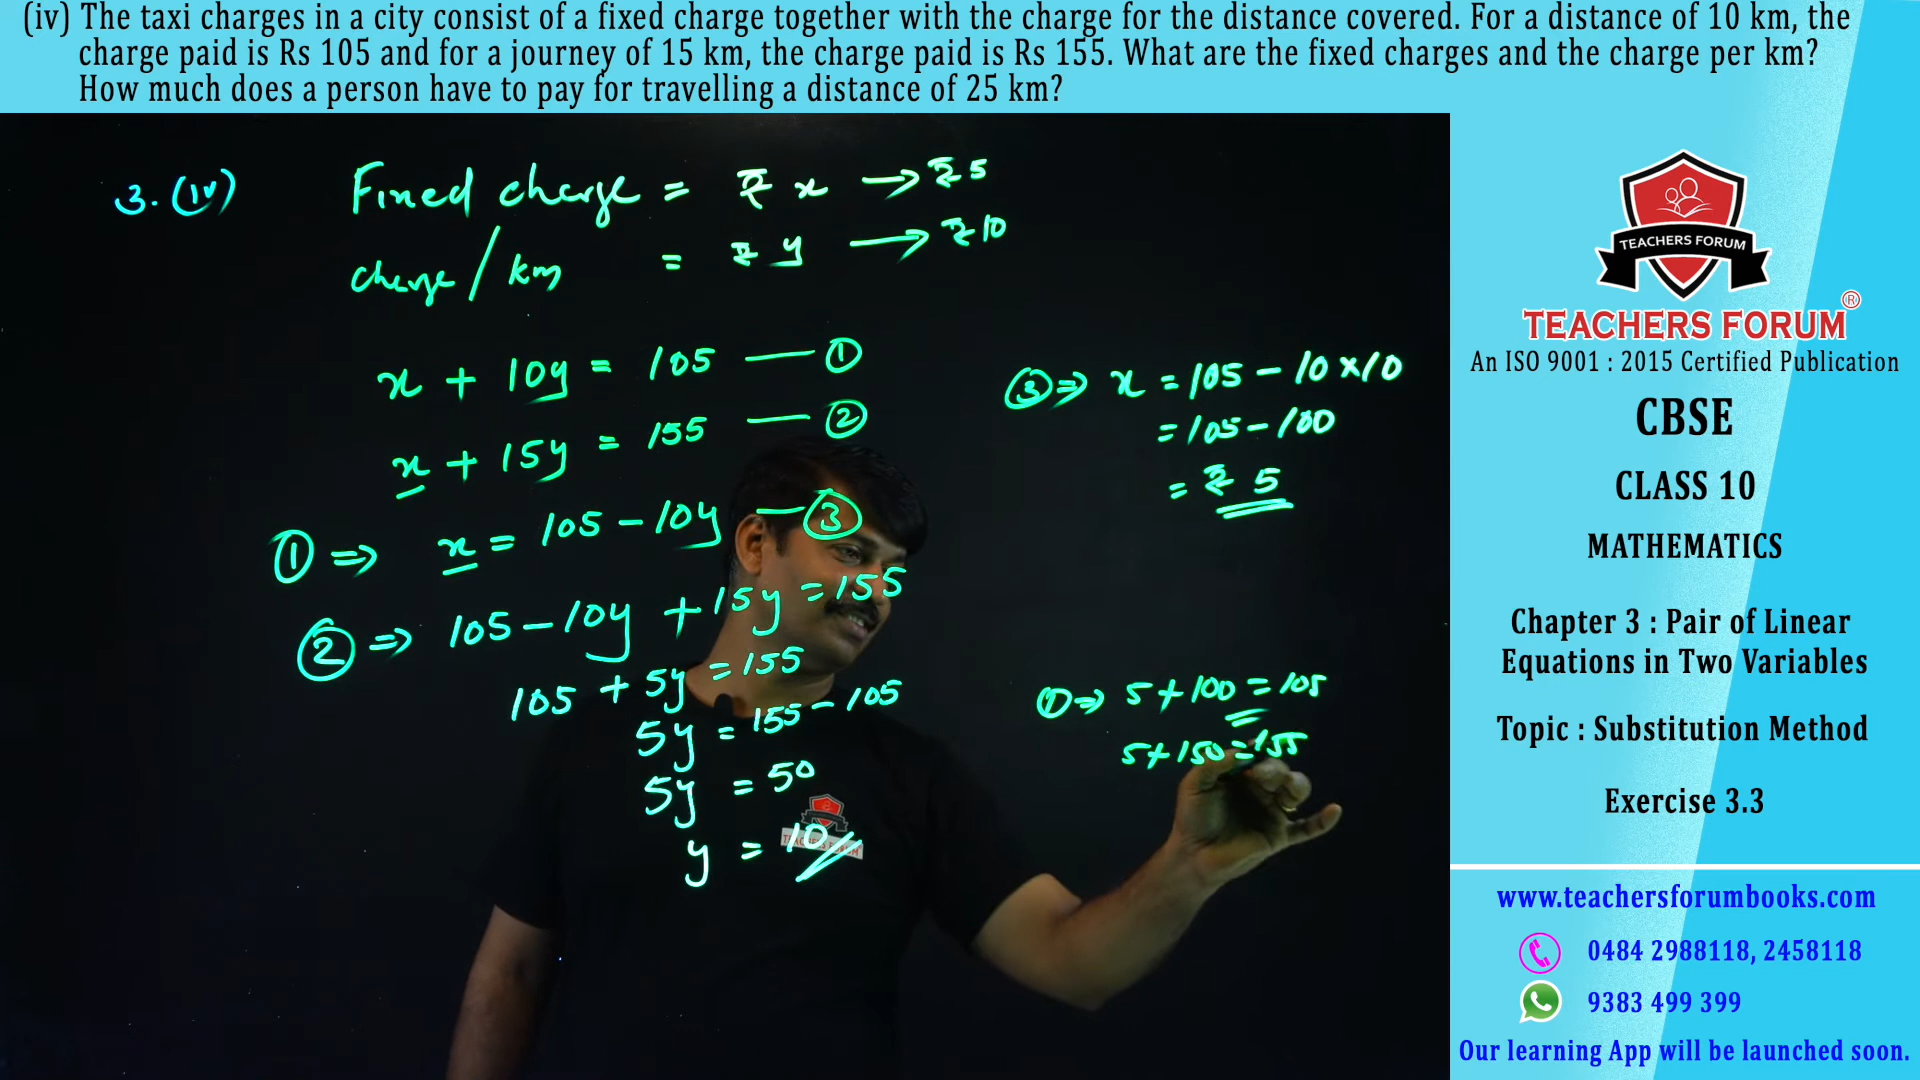 (iv) The taxi charges in a city consist of a fixed charge together with the charge for the distance covered. For a distance of 10 km, the
charge paid is Rs 105 and for a journey of 15 km, the charge paid is Rs 155. What are the fixed charges and the charge per km?
How much does a person have to pay for travelling a distance of 25 km?
3. (iv)
Fixed charge = ₹ x → ₹5
charge/km = ₹ y → ₹10
x + 10y = 105 — ①
x + 15y = 155 — ②
① ⇒ x = 105 – 10y — ③
② ⇒ 105 – 10y + 15y = 155
105 + 5y = 155
5y = 155 – 105
5y = 50
y = 10
③ ⇒ x = 105 – 10 × 10
= 105 – 100
= ₹ 5
① ⇒ 5 + 100 = 105
5 + 150 = 155
TEACHERS FORUM
TEACHERS FORUM
TEACHERS FORUM ®
An ISO 9001 : 2015 Certified Publication
CBSE
CLASS 10
MATHEMATICS
Chapter 3 : Pair of Linear
Equations in Two Variables
Topic : Substitution Method
Exercise 3.3
www.teachersforumbooks.com
0484 2988118, 2458118
9383 499 399
Our learning App will be launched soon.